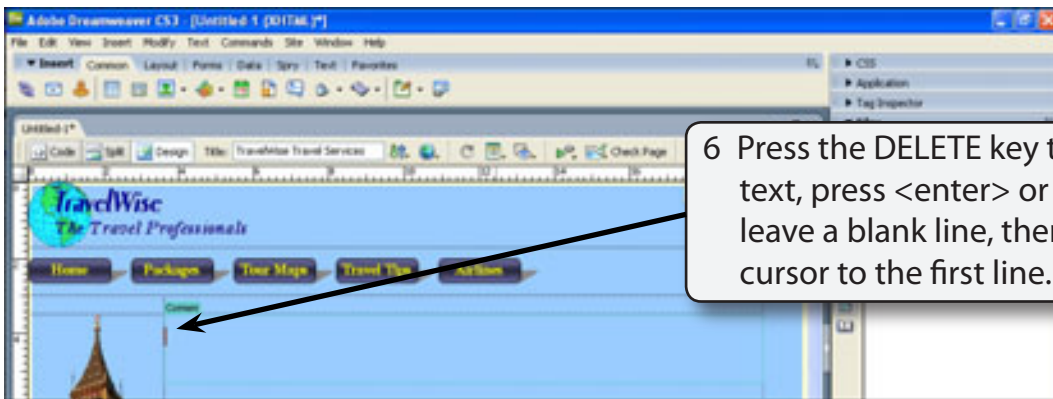 Adobe Dreamweaver CS3 - [Untitled-1 (XHTML)*]
File Edit View Insert Modify Text Commands Site Window Help
Insert Common Layout Forms Data Spry Text Favorites
CSS
Application
Tag Inspector
Untitled-1*
Code Split Design Title: TravelWise Travel Services Check Page
6 Press the DELETE key t
text, press <enter> or
leave a blank line, then
cursor to the first line.
TravelWise
The Travel Professionals
Home Packages Tour Maps Travel Tips Airlines